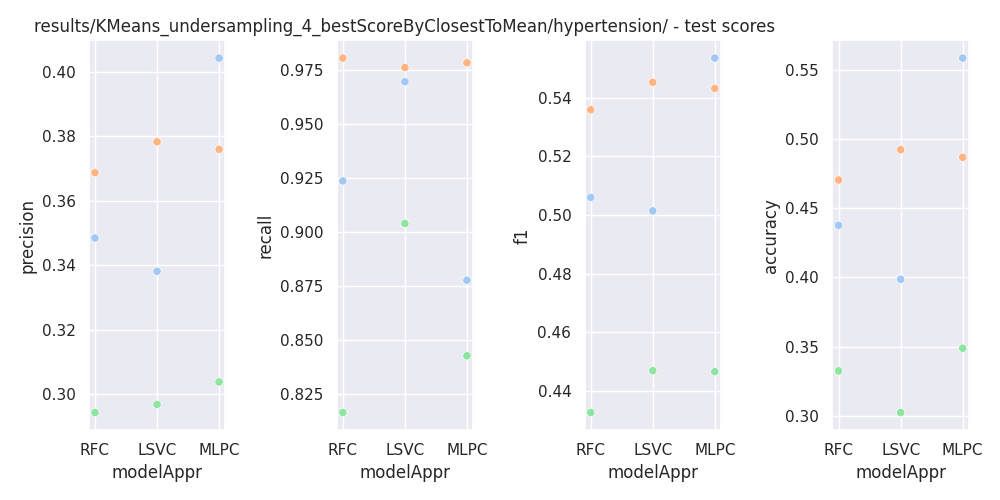 results/KMeans_undersampling_4_bestScoreByClosestToMean/hypertension/ - test scores
precision
0.40
0.38
0.36
0.34
0.32
0.30
RFC LSVC MLPC
modelAppr
recall
0.975
0.950
0.925
0.900
0.875
0.850
0.825
RFC LSVC MLPC
modelAppr
f1
0.54
0.52
0.50
0.48
0.46
0.44
RFC LSVC MLPC
modelAppr
accuracy
0.55
0.50
0.45
0.40
0.35
0.30
RFC LSVC MLPC
modelAppr